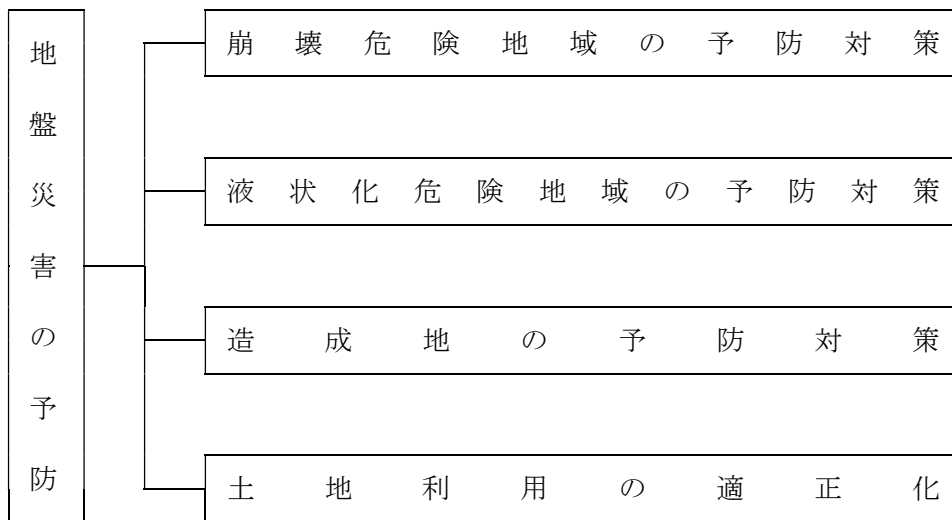 地盤災害の予防
崩壊危険地域の予防対策
液状化危険地域の予防対策
造成地の予防対策
土地利用の適正化